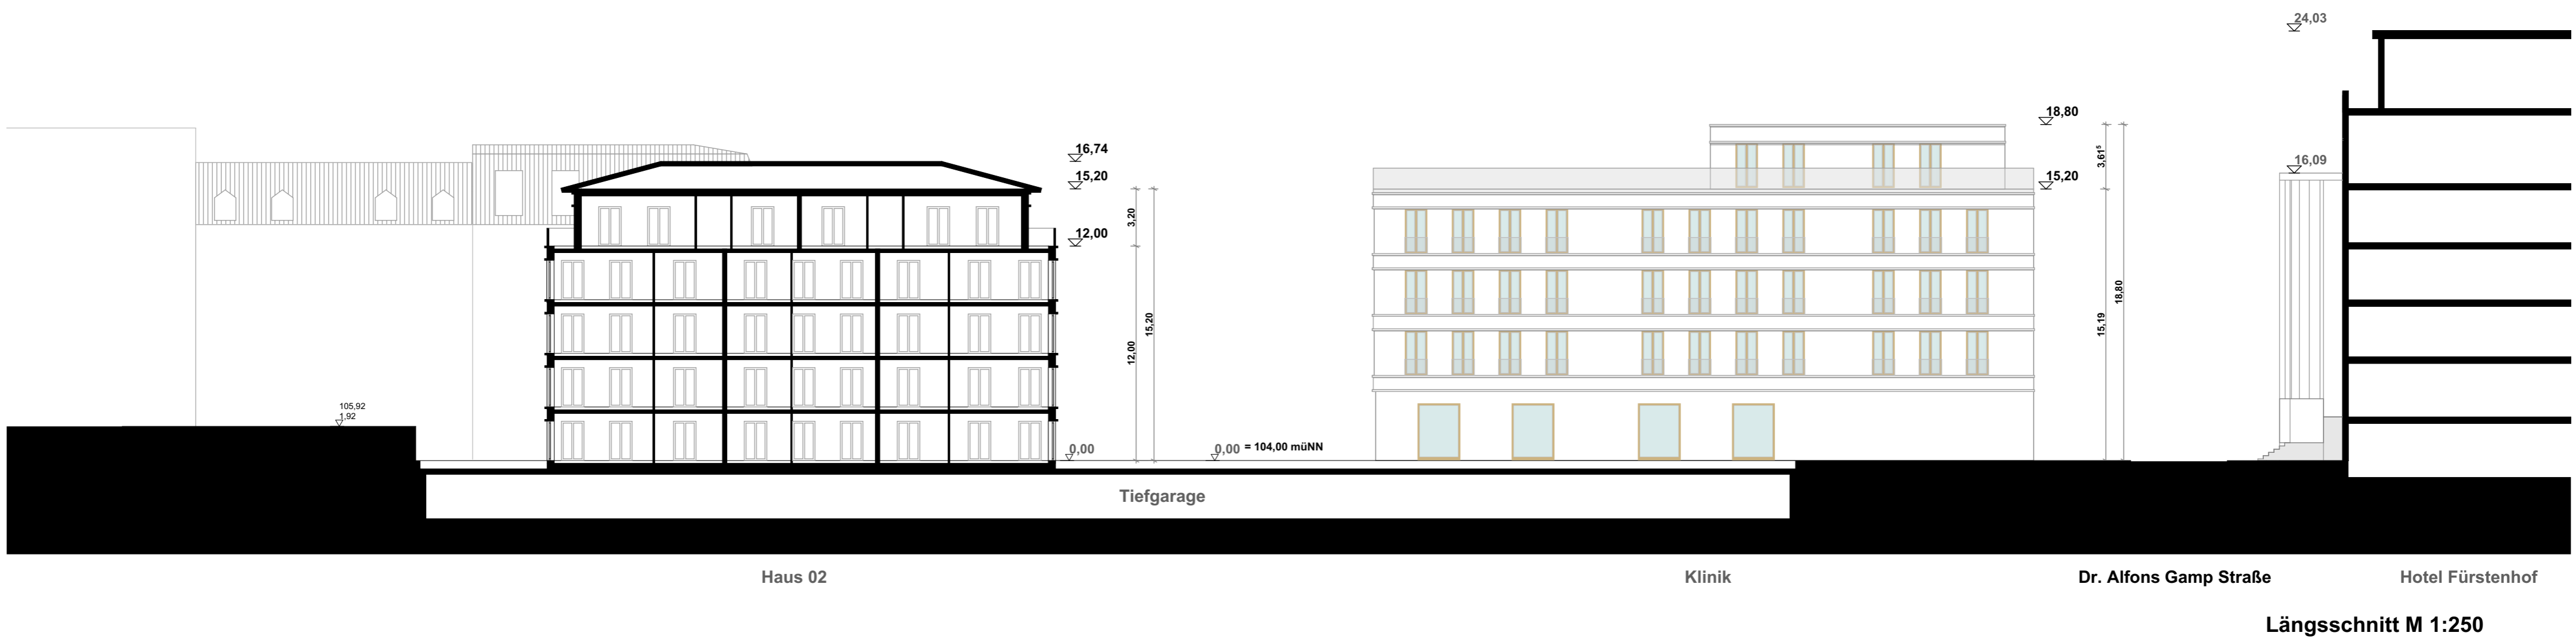 24,03
18,80
16,74
15,20
16,09
15,20
12,00
3,20
3,61⁵
18,80
15,20
12,00
15,19
105,92
1,92
0,00
0,00 = 104,00 müNN
Tiefgarage
Haus 02
Klinik
Dr. Alfons Gamp Straße
Hotel Fürstenhof
Längsschnitt M 1:250